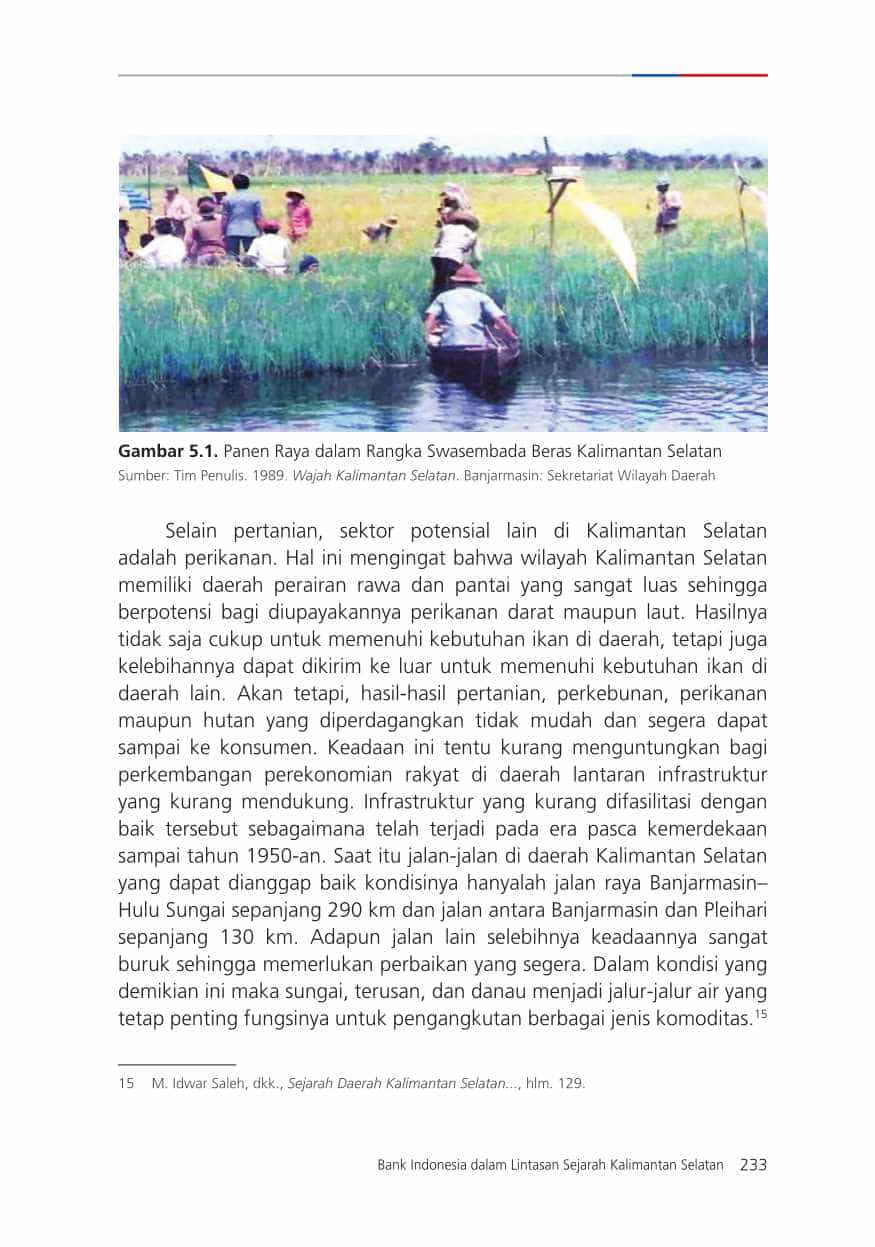 Gambar 5.1. Panen Raya dalam Rangka Swasembada Beras Kalimantan Selatan
Sumber: Tim Penulis. 1989. Wajah Kalimantan Selatan. Banjarmasin: Sekretariat Wilayah Daerah
Selain pertanian, sektor potensial lain di Kalimantan Selatan
adalah perikanan. Hal ini mengingat bahwa wilayah Kalimantan Selatan
memiliki daerah perairan rawa dan pantai yang sangat luas sehingga
berpotensi bagi diupayakannya perikanan darat maupun laut. Hasilnya
tidak saja cukup untuk memenuhi kebutuhan ikan di daerah, tetapi juga
kelebihannya dapat dikirim ke luar untuk memenuhi kebutuhan ikan di
daerah lain. Akan tetapi, hasil-hasil pertanian, perkebunan, perikanan
maupun hutan yang diperdagangkan tidak mudah dan segera dapat
sampai ke konsumen. Keadaan ini tentu kurang menguntungkan bagi
perkembangan perekonomian rakyat di daerah lantaran infrastruktur
yang kurang mendukung. Infrastruktur yang kurang difasilitasi dengan
baik tersebut sebagaimana telah terjadi pada era pasca kemerdekaan
sampai tahun 1950-an. Saat itu jalan-jalan di daerah Kalimantan Selatan
yang dapat dianggap baik kondisinya hanyalah jalan raya Banjarmasin–
Hulu Sungai sepanjang 290 km dan jalan antara Banjarmasin dan Pleihari
sepanjang 130 km. Adapun jalan lain selebihnya keadaannya sangat
buruk sehingga memerlukan perbaikan yang segera. Dalam kondisi yang
demikian ini maka sungai, terusan, dan danau menjadi jalur-jalur air yang
tetap penting fungsinya untuk pengangkutan berbagai jenis komoditas.15
15 M. Idwar Saleh, dkk., Sejarah Daerah Kalimantan Selatan..., hlm. 129.
Bank Indonesia dalam Lintasan Sejarah Kalimantan Selatan 233